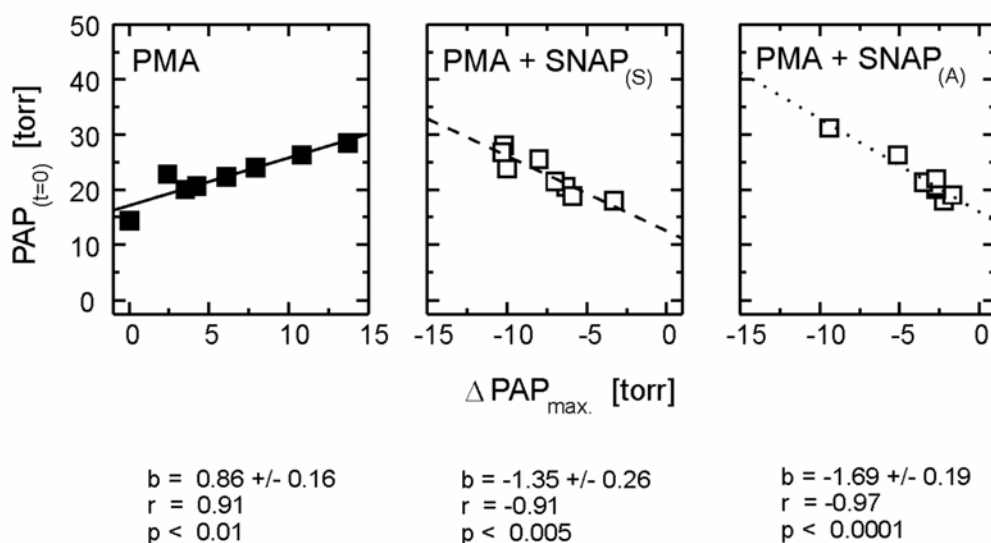 PMA
PMA + SNAP(S)
PMA + SNAP(A)
PAP(t=0) [torr]
50
40
30
20
10
0
0 5 10 15
-15 -10 -5 0
-15 -10 -5 0
Δ PAPmax. [torr]
b = 0.86 +/- 0.16
r = 0.91
p < 0.01
b = -1.35 +/- 0.26
r = -0.91
p < 0.005
b = -1.69 +/- 0.19
r = -0.97
p < 0.0001